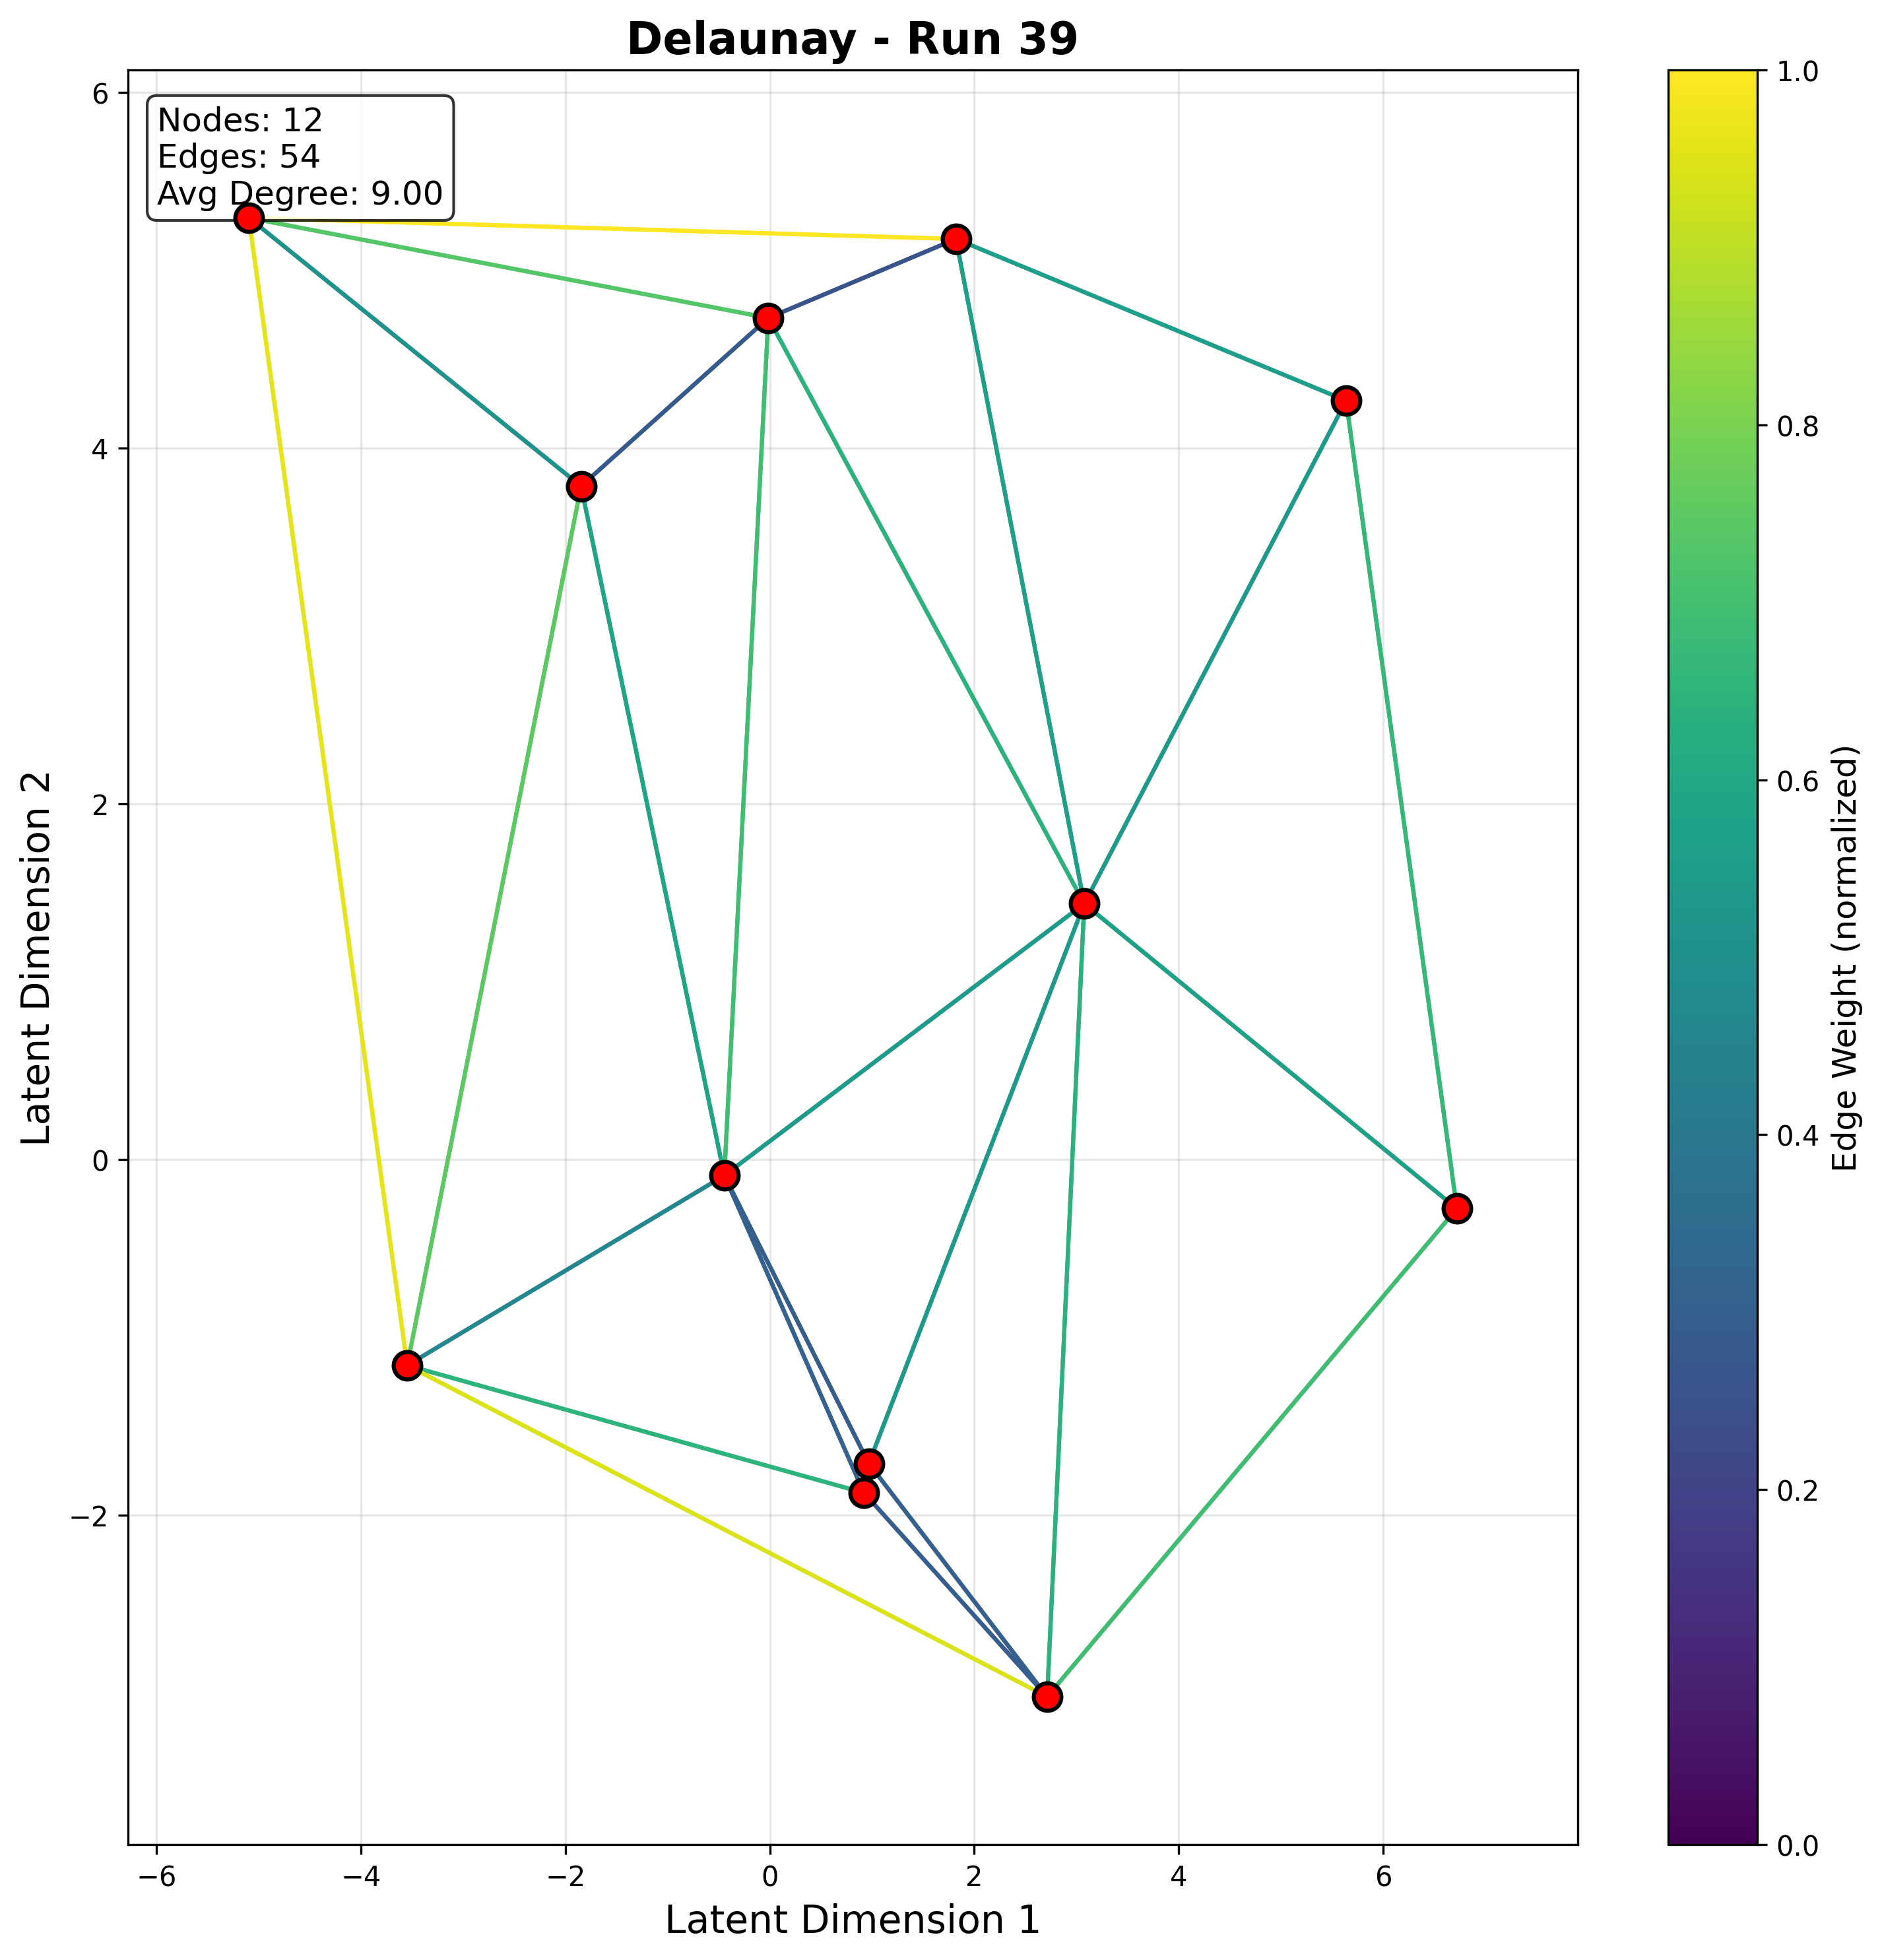 Delaunay - Run 39
Nodes: 12
Edges: 54
Avg Degree: 9.00
6
4
2
0
−2
Latent Dimension 2
−6
−4
−2
0
2
4
6
Latent Dimension 1
1.0
0.8
0.6
0.4
0.2
0.0
Edge Weight (normalized)